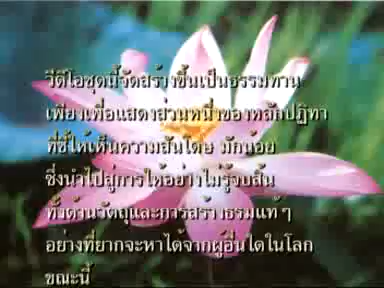 วีดีโอชุดนี้จัดสร้างขึ้นเป็นธรรมทาน
เพียงเพื่อแสดงส่วนหนึ่งของหลักปฏิทา
ที่ชี้ให้เห็นความสันโดษ มักน้อย
ซึ่งนำไปสู่การให้อย่างไม่รู้จบสิ้น
ทั้งด้านวัตถุและการสร้างธรรมแท้ๆ
อย่างที่ยากจะหาได้จากผู้อื่นใดในโลก
ขณะนี้